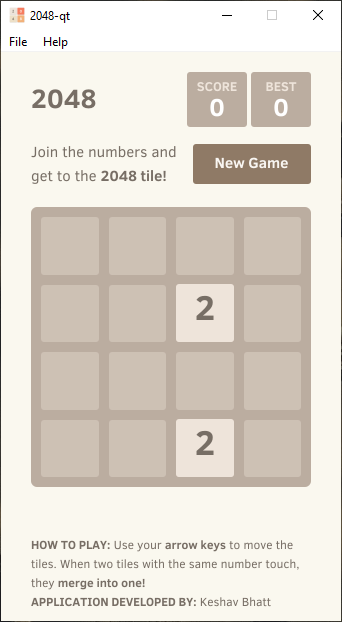 2048-qt
File Help
2048
SCORE BEST
0 0
Join the numbers and
get to the 2048 tile!
New Game
2
2
HOW TO PLAY: Use your arrow keys to move the
tiles. When two tiles with the same number touch,
they merge into one!
APPLICATION DEVELOPED BY: Keshav Bhatt